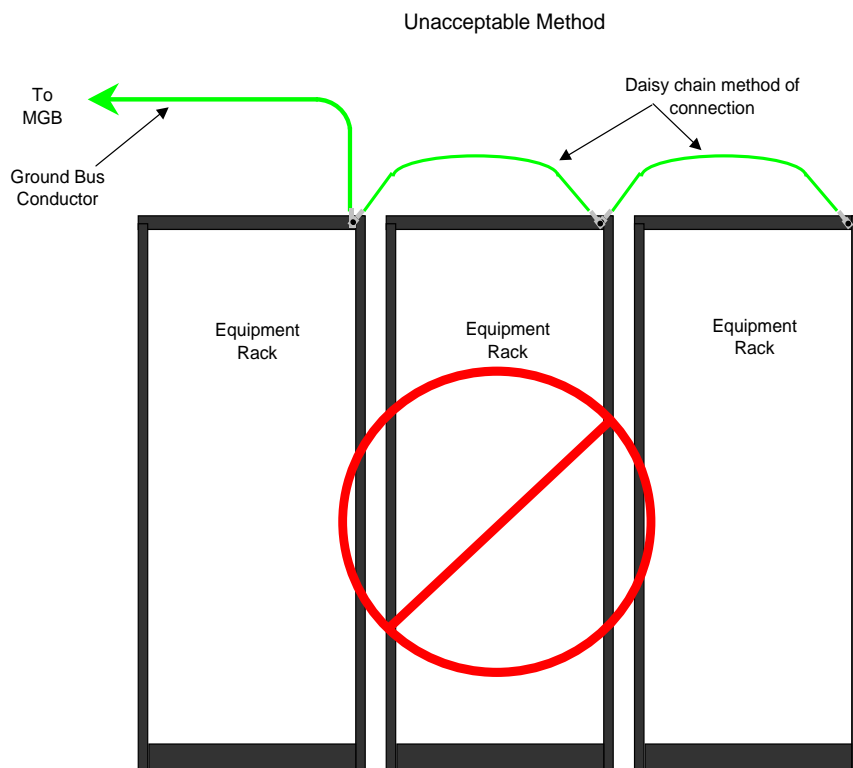 Unacceptable Method
To
MGB
Daisy chain method of
connection
Ground Bus
Conductor
Equipment
Rack
Equipment
Rack
Equipment
Rack